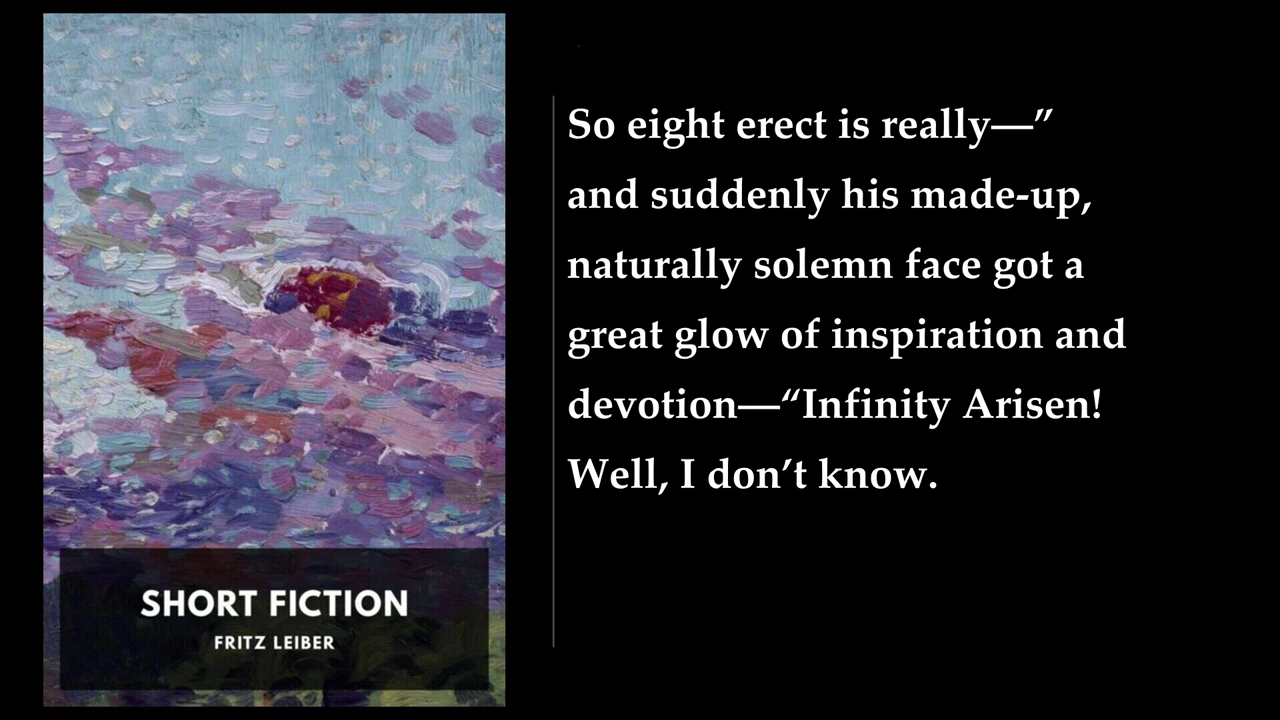 So eight erect is really—”
and suddenly his made-up,
naturally solemn face got a
great glow of inspiration and
devotion—“Infinity Arisen!
Well, I don’t know.
SHORT FICTION
FRITZ LEIBER